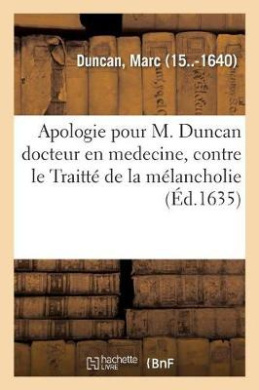 Duncan, Marc (15..-1640)
Apologie pour M. Duncan
docteur en medecine, contre le Traitté
de la mélancholie
(Éd.1635)
hachette
LIVRE
{BnF